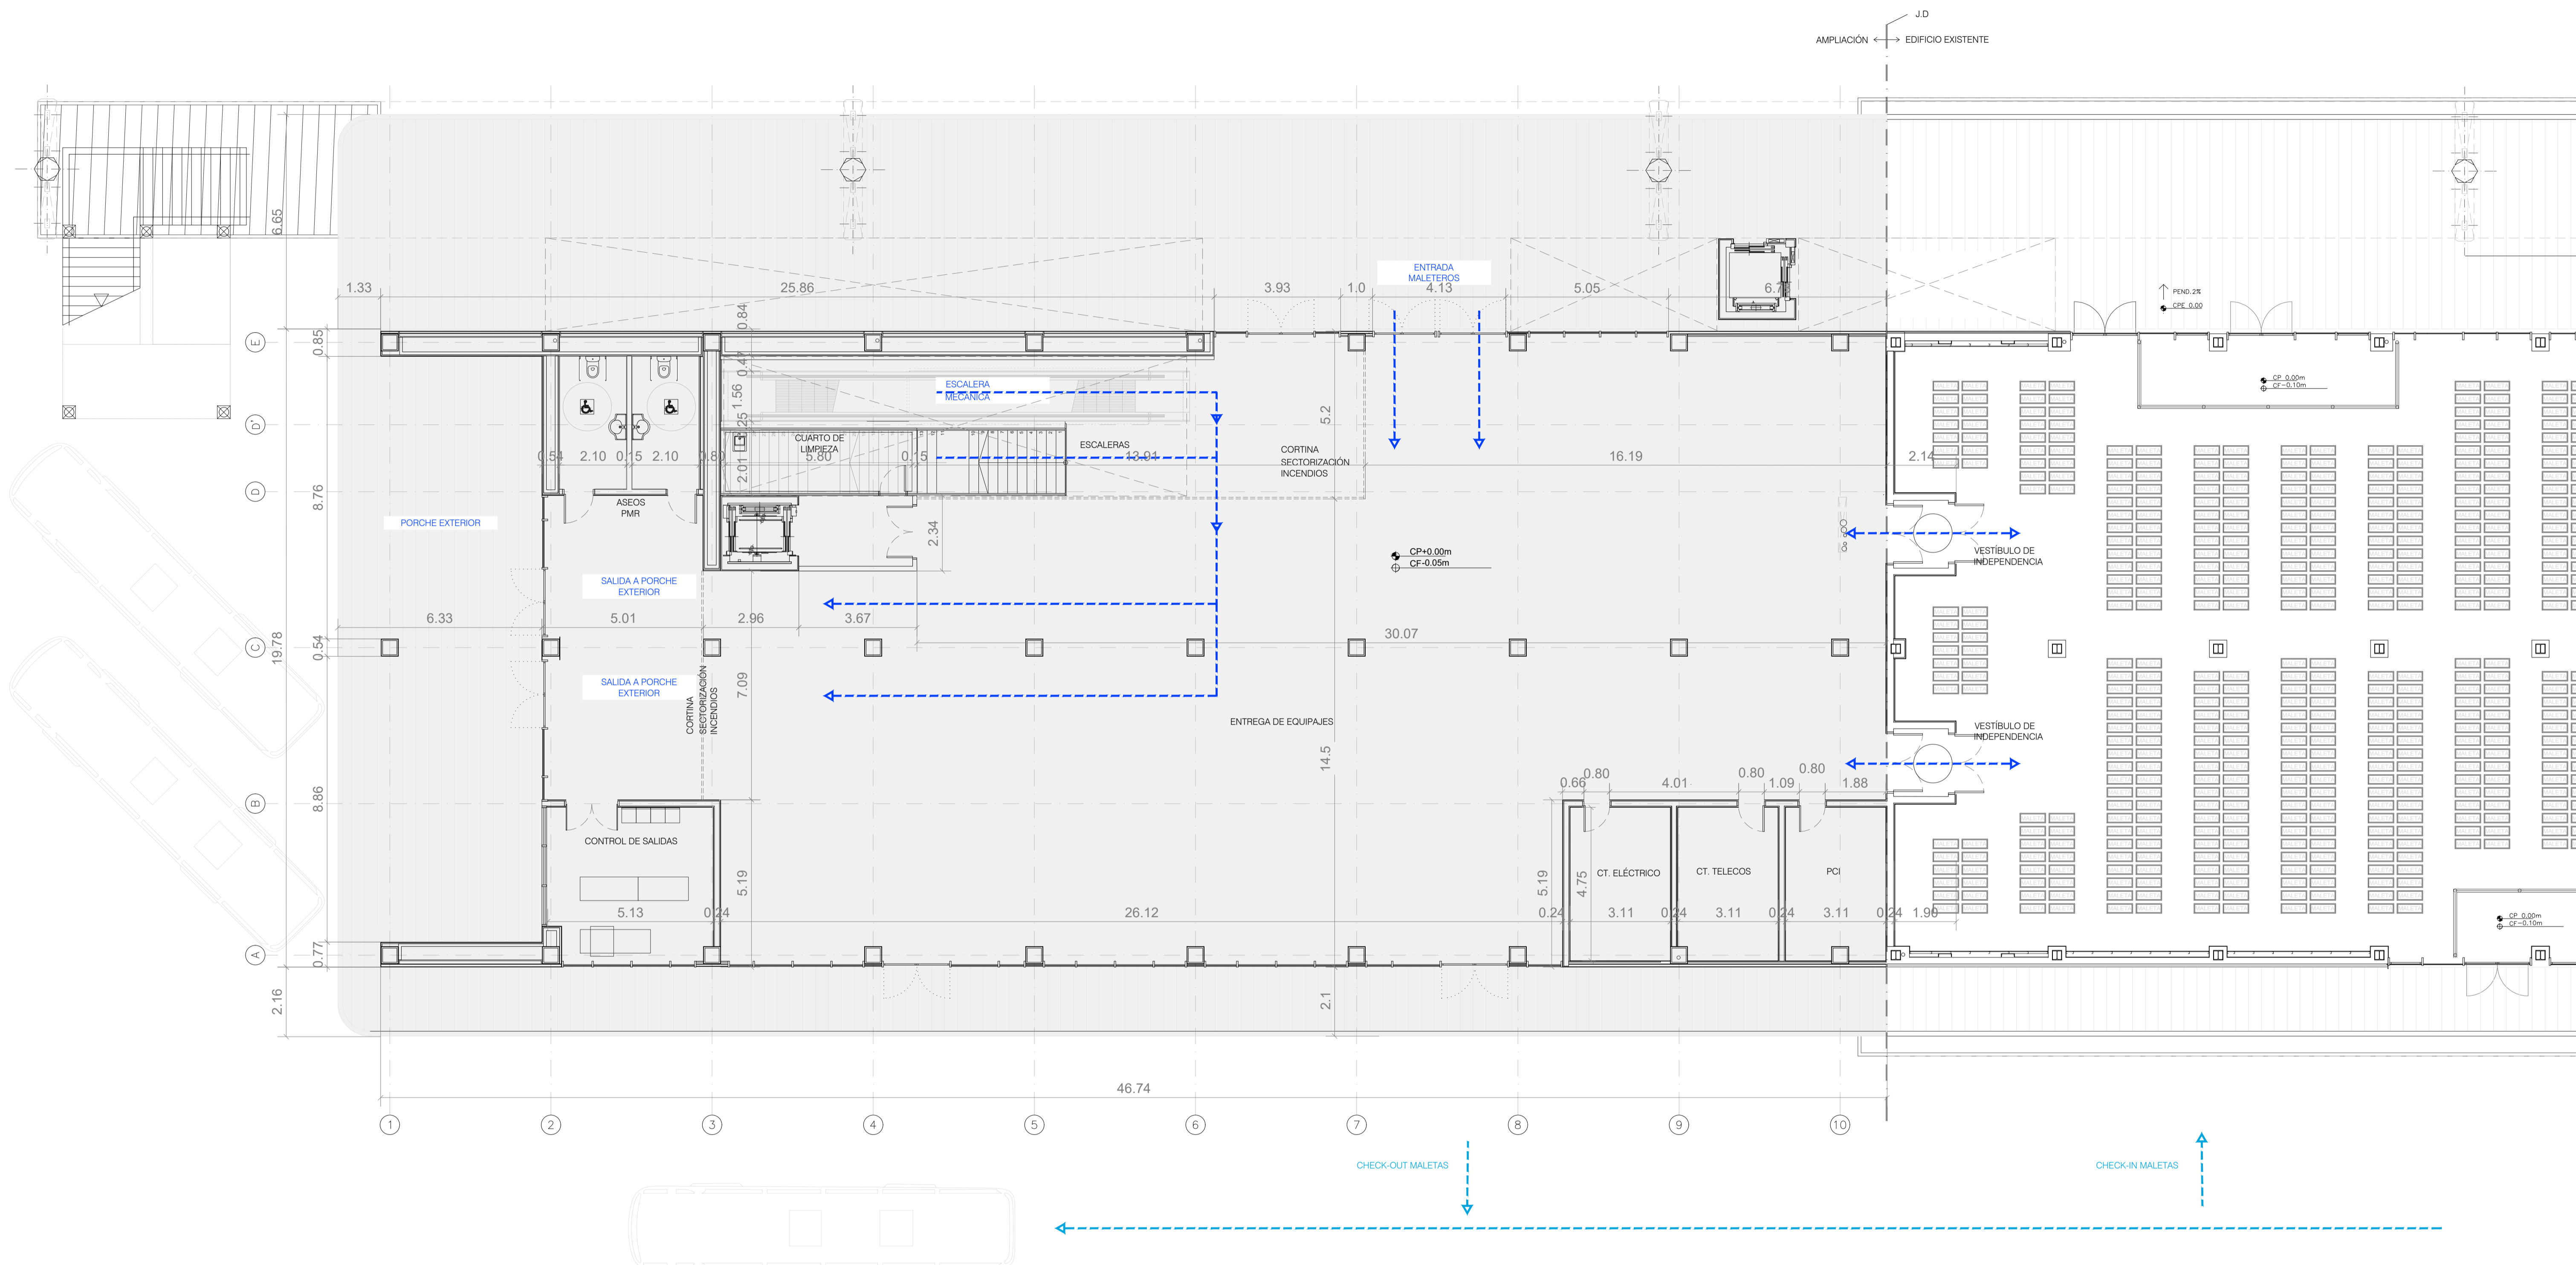 J.D
AMPLIACIÓN
EDIFICIO EXISTENTE
6.65
ENTRADA
MALETEROS
1.33
25.86
3.93
1.0
4.13
5.05
PEND.2%
CPE 0.00
0.84
E
0.85
0.47
ESCALERA
MECÁNICA
1.56
CP 0.00m
CF-0.10m
D'
5.2
CUARTO DE
LIMPIEZA
ESCALERAS
CORTINA
SECTORIZACIÓN
INCENDIOS
0.54
2.10
0.15
2.10
0.80
2.01
5.80
0.15
13.91
16.19
2.14
D
8.76
ASEOS
PMR
PORCHE EXTERIOR
2.34
CP+0.00m
CF-0.05m
VESTÍBULO DE
INDEPENDENCIA
SALIDA A PORCHE
EXTERIOR
6.33
5.01
2.96
3.67
30.07
C
19.78
0.54
SALIDA A PORCHE
EXTERIOR
7.09
CORTINA
SECTORIZACIÓN
INCENDIOS
ENTREGA DE EQUIPAJES
14.5
VESTÍBULO DE
INDEPENDENCIA
B
8.86
0.66
0.80
4.01
0.80
1.09
0.80
1.88
CONTROL DE SALIDAS
CT. ELÉCTRICO
CT. TELECOS
PCI
5.19
5.19
4.75
5.13
0.24
26.12
0.24
3.11
0.24
3.11
0.24
3.11
0.24
1.90
CP 0.00m
CF-0.10m
A
0.77
2.16
2.1
46.74
1
2
3
4
5
6
7
8
9
10
CHECK-OUT MALETAS
CHECK-IN MALETAS